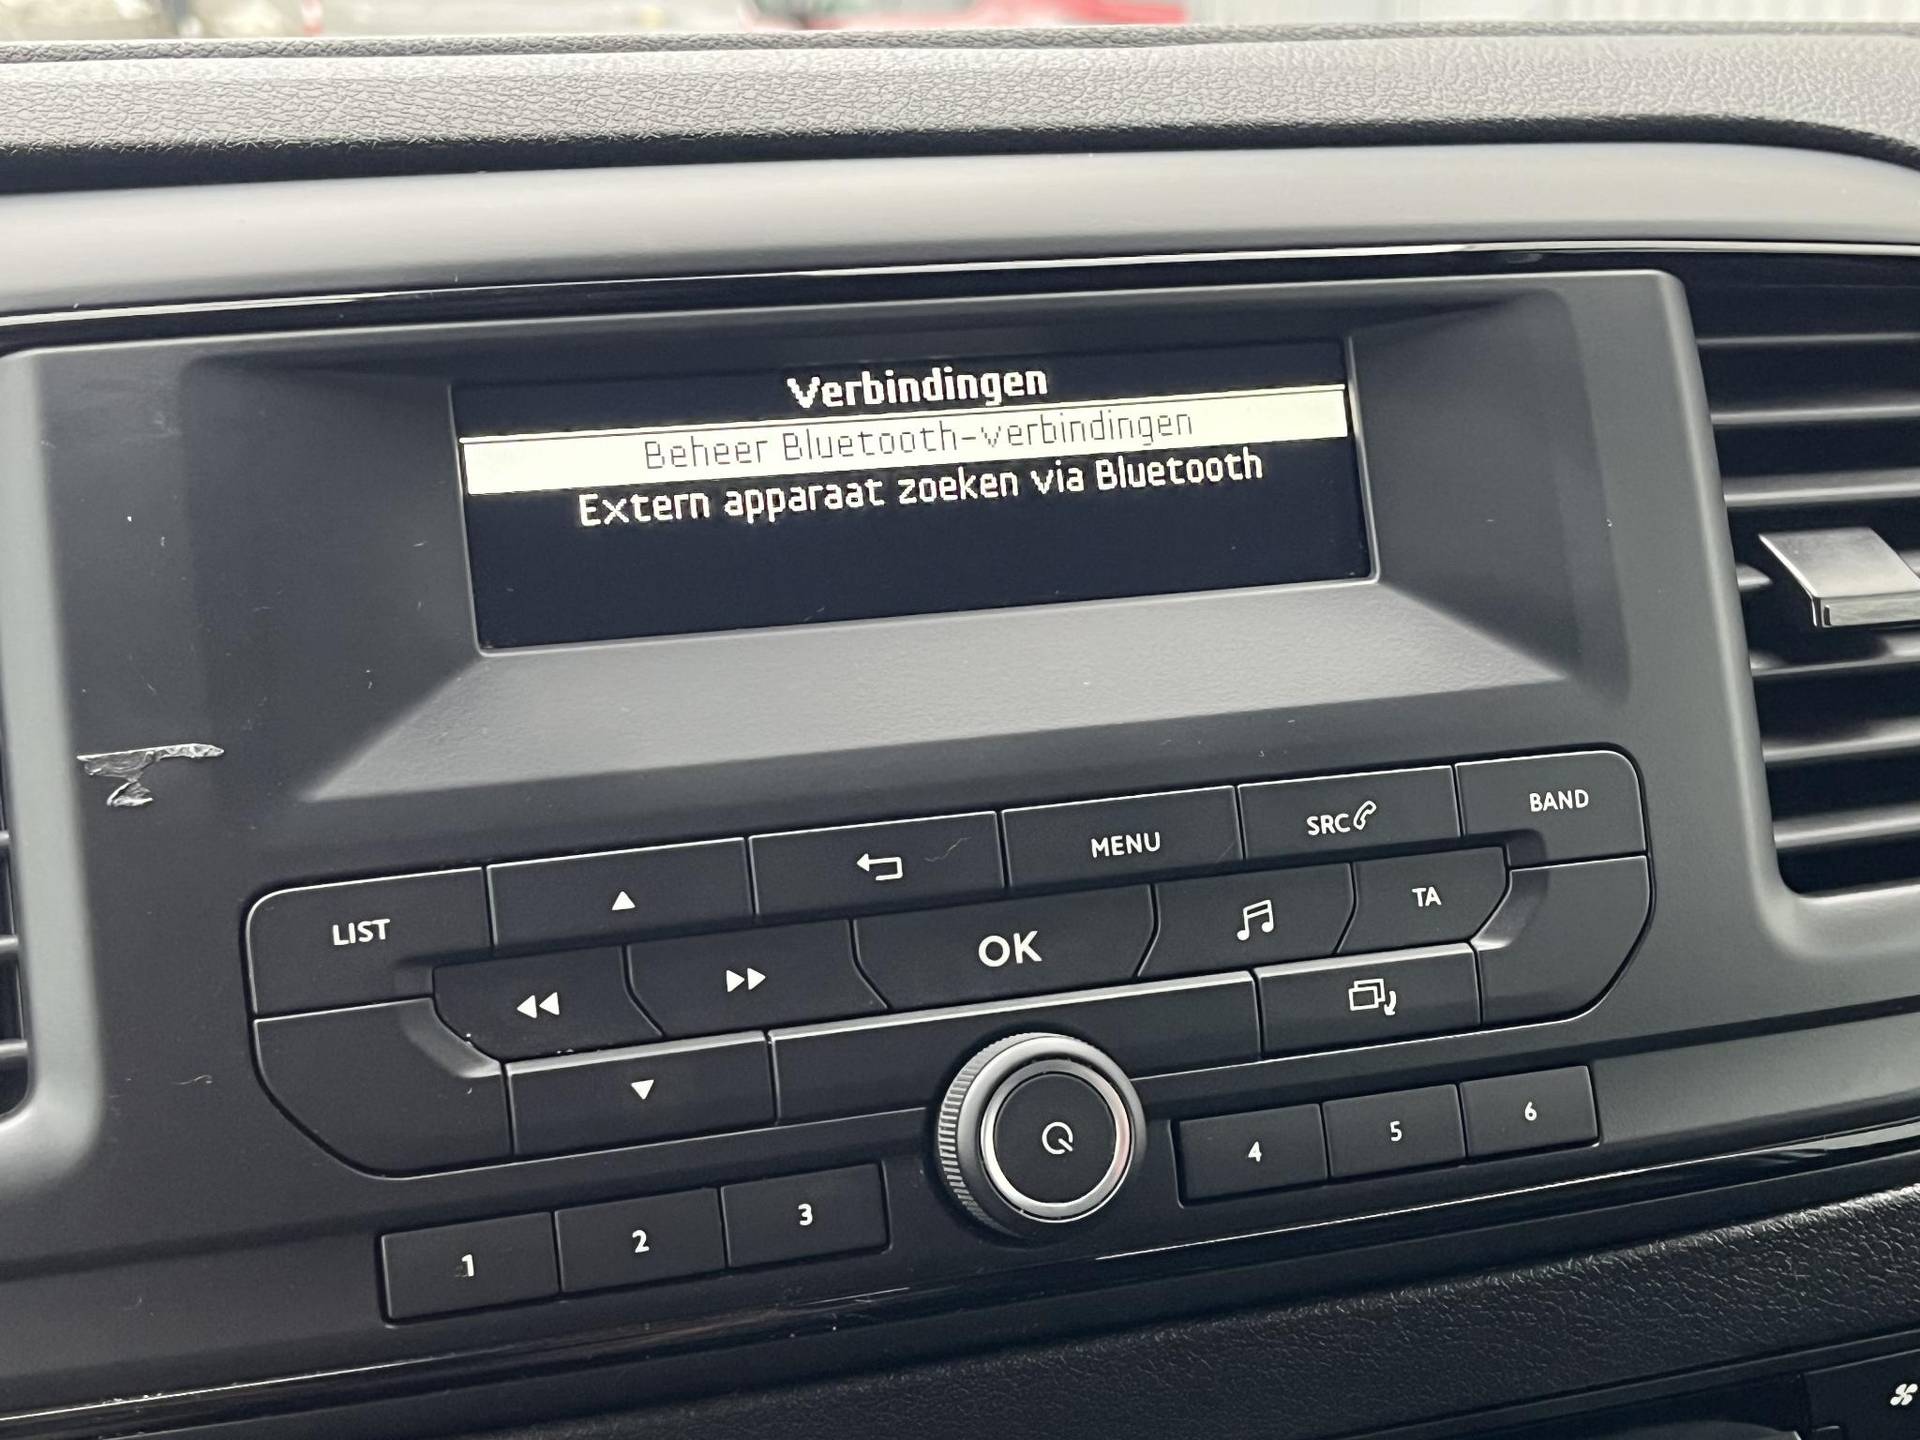 Verbindingen
Beheer Bluetooth-verbindingen
Extern apparaat zoeken via Bluetooth
LIST
MENU
SRC
BAND
OK
TA
1
2
3
4
5
6